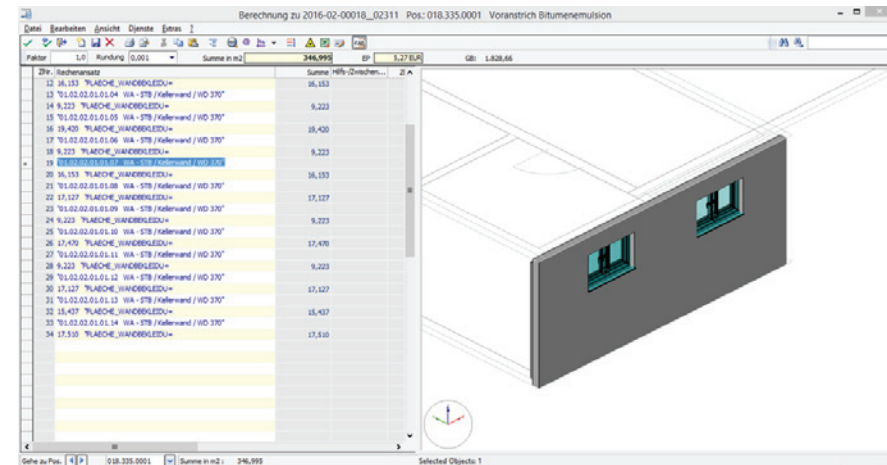 Berechnung zu 2016-02-00018__02311 Pos.: 018.335.0001 Voranstrich Bitumenemulsion
Datei Bearbeiten Ansicht Dienste Extras ?
Faktor 1,0 Rundung 0,001 Summe in m2 346,995 EP 5,27 EUR GB: 1.828,66
ZNr. Rechenansatz Summe Hilfs-/Zwischen...
12 16,153 "FLAECHE_WANDBEKLEIDU= 16,153
13 "01.02.02.01.01.04 WA - STB / Kellerwand / WD 370"
14 9,223 "FLAECHE_WANDBEKLEIDU= 9,223
15 "01.02.02.01.01.05 WA - STB / Kellerwand / WD 370"
16 19,420 "FLAECHE_WANDBEKLEIDU= 19,420
17 "01.02.02.01.01.06 WA - STB / Kellerwand / WD 370"
18 9,223 "FLAECHE_WANDBEKLEIDU= 9,223
19 "01.02.02.01.01.07 WA - STB / Kellerwand / WD 370"
20 16,153 "FLAECHE_WANDBEKLEIDU= 16,153
21 "01.02.02.01.01.08 WA - STB / Kellerwand / WD 370"
22 17,127 "FLAECHE_WANDBEKLEIDU= 17,127
23 "01.02.02.01.01.09 WA - STB / Kellerwand / WD 370"
24 9,223 "FLAECHE_WANDBEKLEIDU= 9,223
25 "01.02.02.01.01.10 WA - STB / Kellerwand / WD 370"
26 17,470 "FLAECHE_WANDBEKLEIDU= 17,470
27 "01.02.02.01.01.11 WA - STB / Kellerwand / WD 370"
28 9,223 "FLAECHE_WANDBEKLEIDU= 9,223
29 "01.02.02.01.01.12 WA - STB / Kellerwand / WD 370"
30 17,127 "FLAECHE_WANDBEKLEIDU= 17,127
31 "01.02.02.01.01.13 WA - STB / Kellerwand / WD 370"
32 15,437 "FLAECHE_WANDBEKLEIDU= 15,437
33 "01.02.02.01.01.14 WA - STB / Kellerwand / WD 370"
34 17,510 "FLAECHE_WANDBEKLEIDU= 17,510
Gehe zu Pos. 018.335.0001 Summe in m2 : 346,995 Selected Objects: 1